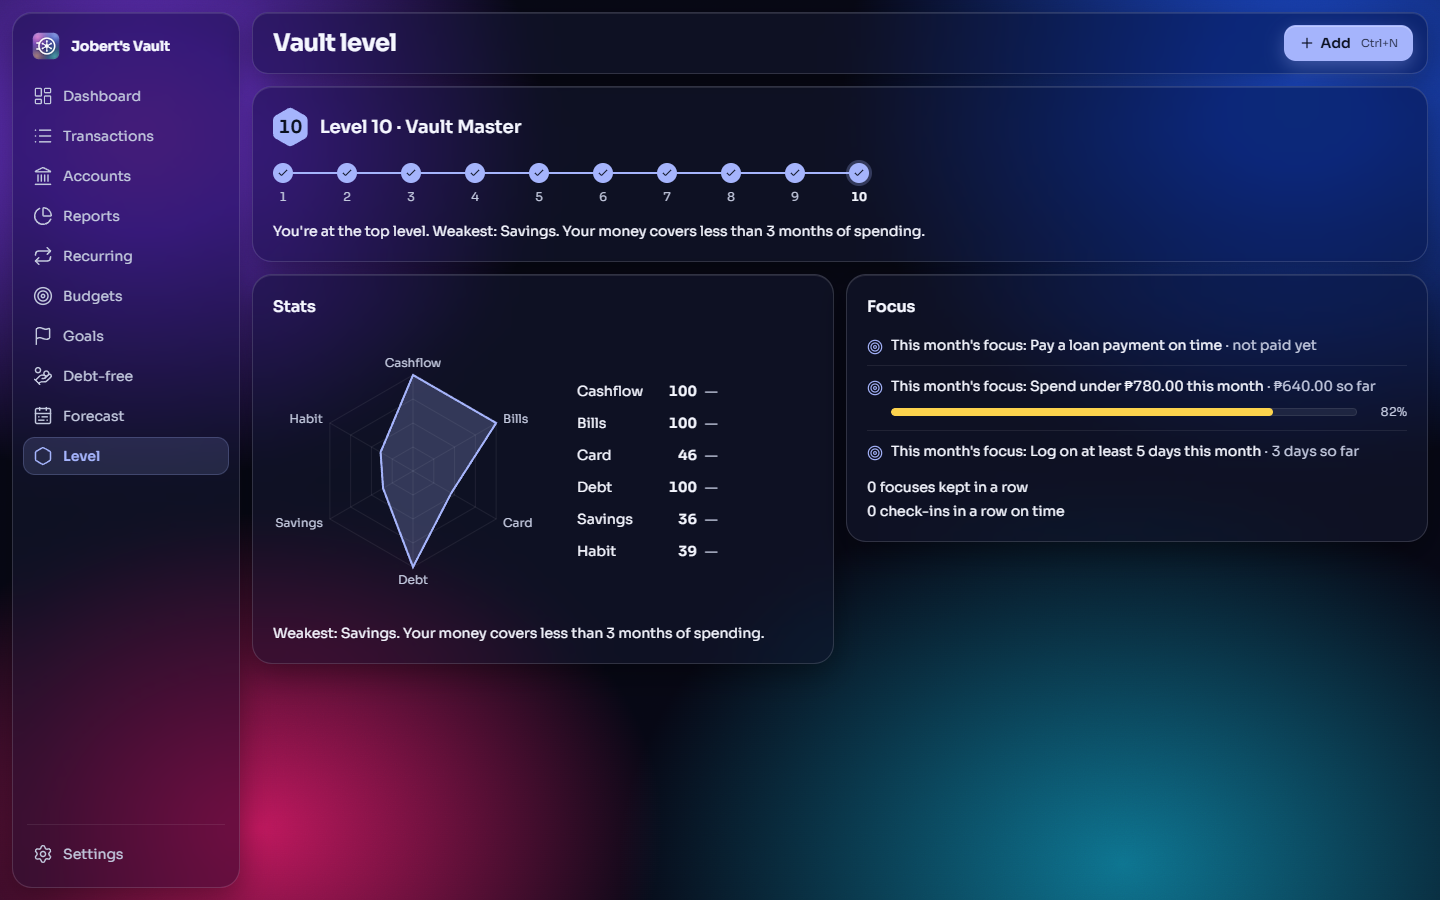 Jobert's Vault
Dashboard
Transactions
Accounts
Reports
Recurring
Budgets
Goals
Debt-free
Forecast
Level
Settings
Vault level
+ Add Ctrl+N
10 Level 10 · Vault Master
1 2 3 4 5 6 7 8 9 10
You're at the top level. Weakest: Savings. Your money covers less than 3 months of spending.
Stats
Cashflow
Habit
Bills
Savings
Card
Debt
Cashflow 100 —
Bills 100 —
Card 46 —
Debt 100 —
Savings 36 —
Habit 39 —
Weakest: Savings. Your money covers less than 3 months of spending.
Focus
This month's focus: Pay a loan payment on time · not paid yet
This month's focus: Spend under ₱780.00 this month · ₱640.00 so far
82%
This month's focus: Log on at least 5 days this month · 3 days so far
0 focuses kept in a row
0 check-ins in a row on time